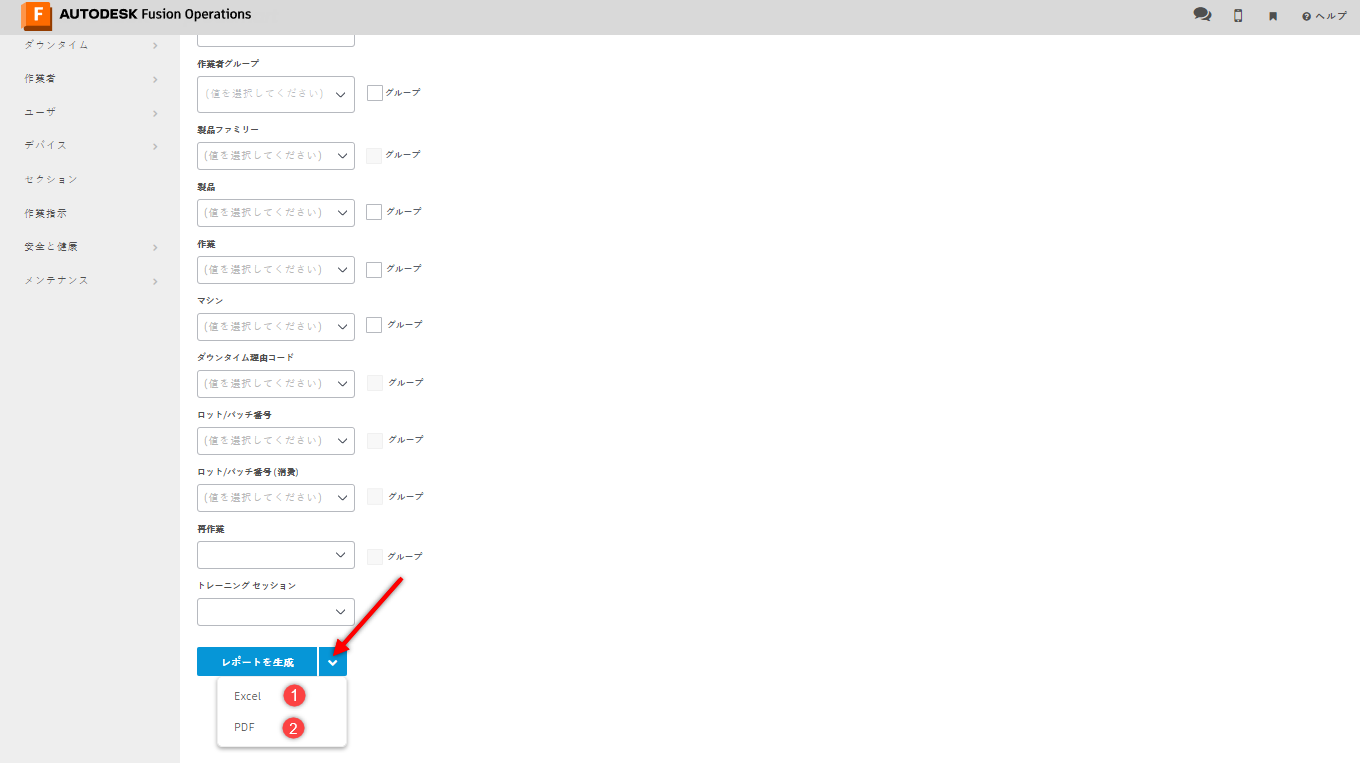 F AUTODESK Fusion Operations
ヘルプ
ダウンタイム
作業者
ユーザ
デバイス
セクション
作業指示
安全と健康
メンテナンス
作業者グループ
(値を選択してください) グループ
製品ファミリー
(値を選択してください) グループ
製品
(値を選択してください) グループ
作業
(値を選択してください) グループ
マシン
(値を選択してください) グループ
ダウンタイム理由コード
(値を選択してください) グループ
ロット/バッチ番号
(値を選択してください) グループ
ロット/バッチ番号 (消費)
(値を選択してください) グループ
再作業
グループ
トレーニング セッション
レポートを生成
Excel 1
PDF 2